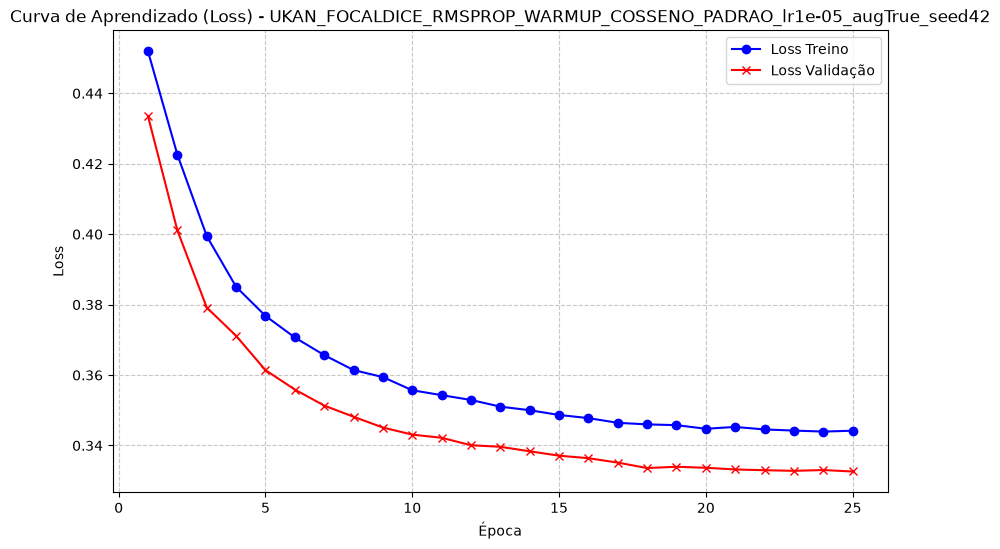 Curva de Aprendizado (Loss) - UKAN_FOCALDICE_RMSPROP_WARMUP_COSSENO_PADRAO_lr1e-05_augTrue_seed42
Loss Treino
Loss Validação
0.44
0.42
0.40
0.38
0.36
0.34
Loss
0
5
10
15
20
25
Época